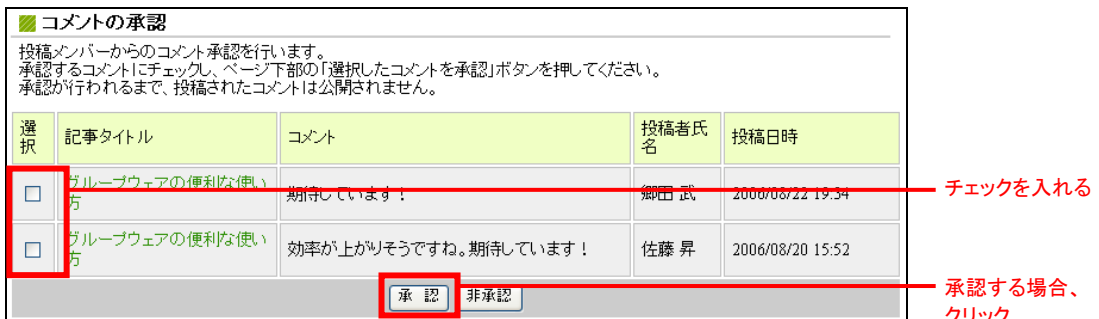 コメントの承認
投稿メンバーからのコメント承認を行います。
承認するコメントにチェックし、ページ下部の「選択したコメントを承認」ボタンを押してください。
承認が行われるまで、投稿されたコメントは公開されません。
選択
記事タイトル
コメント
投稿者氏名
投稿日時
グループウェアの便利な使い方
期待しています！
郷田 武
2006/08/22 19:34
チェックを入れる
グループウェアの便利な使い方
効率が上がりそうですね。期待しています！
佐藤 昇
2006/08/20 15:52
承 認
非承認
承認する場合、
クリック